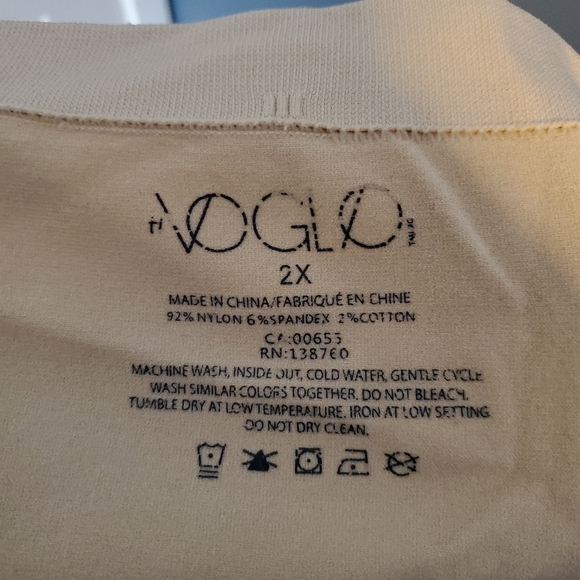 TI VOGLIO
2X
MADE IN CHINA/FABRIQUÉ EN CHINE
92% NYLON 6%SPANDEX 2%COTTON
CA:00653
RN:138760
MACHINE WASH, INSIDE OUT, COLD WATER, GENTLE CYCLE
WASH SIMILAR COLORS TOGETHER. DO NOT BLEACH.
TUMBLE DRY AT LOW TEMPERATURE. IRON AT LOW SETTING
DO NOT DRY CLEAN.